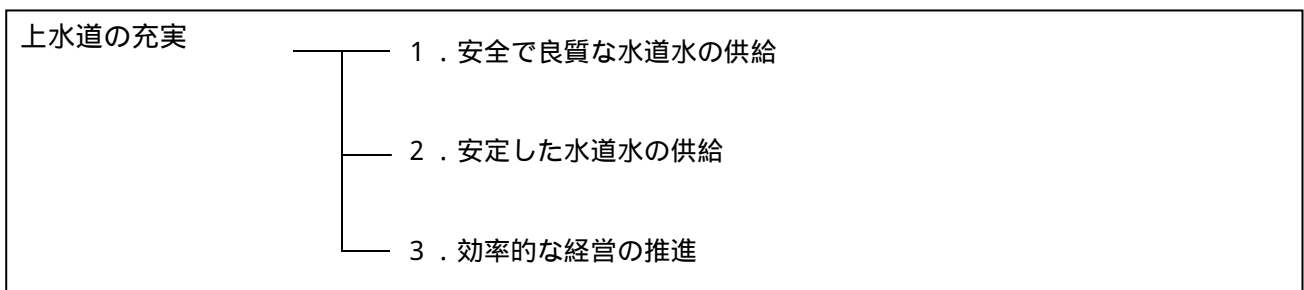 上水道の充実
1．安全で良質な水道水の供給
2．安定した水道水の供給
3．効率的な経営の推進